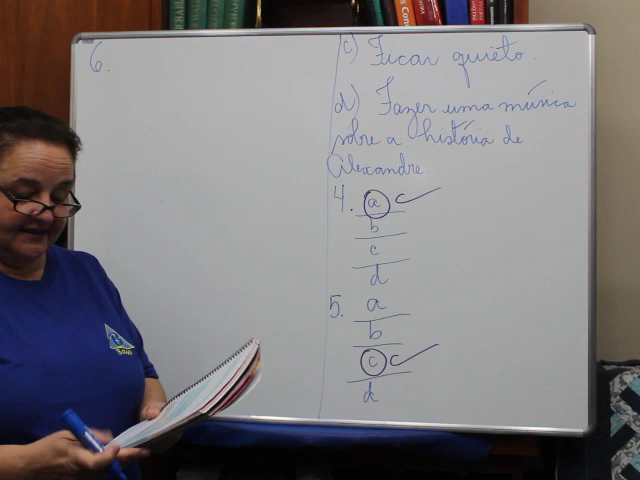 6.
c) Ficar quieto.
d) Fazer uma música
sobre a história de
Alexandre.
4. a c ✓
b
c
d
5. a
b
c c ✓
d